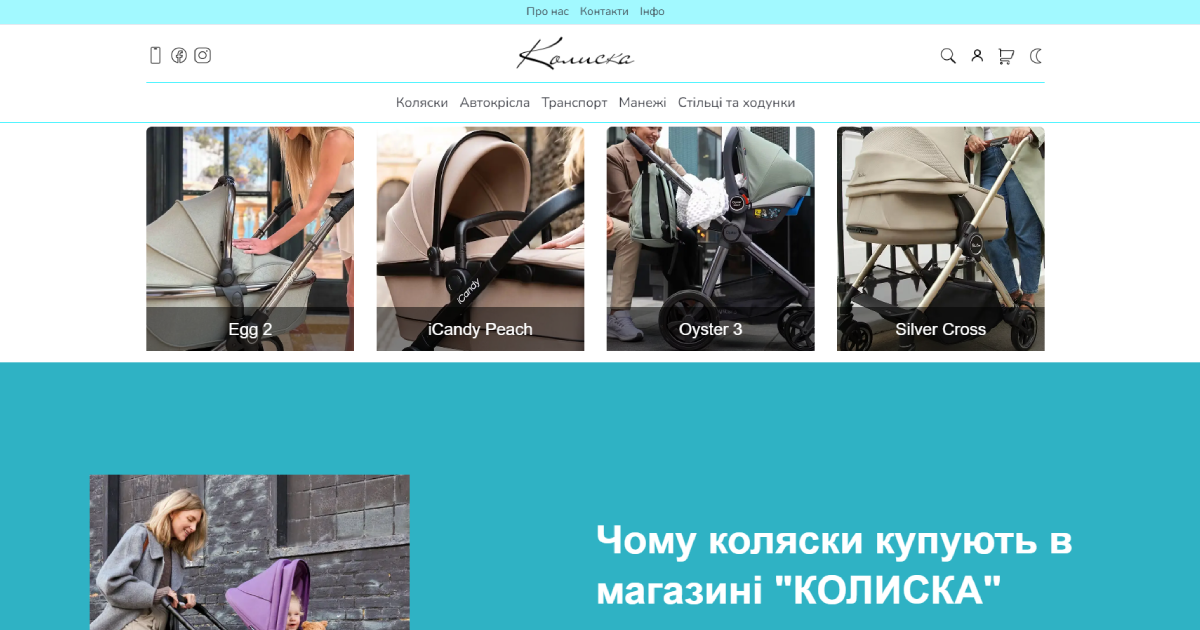 Про нас Контакти Інфо
Колиска
Коляски Автокрісла Транспорт Манежі Стільці та ходунки
iCandy
Egg 2 iCandy Peach Oyster 3 Silver Cross
Чому коляски купують в
магазині "КОЛИСКА"